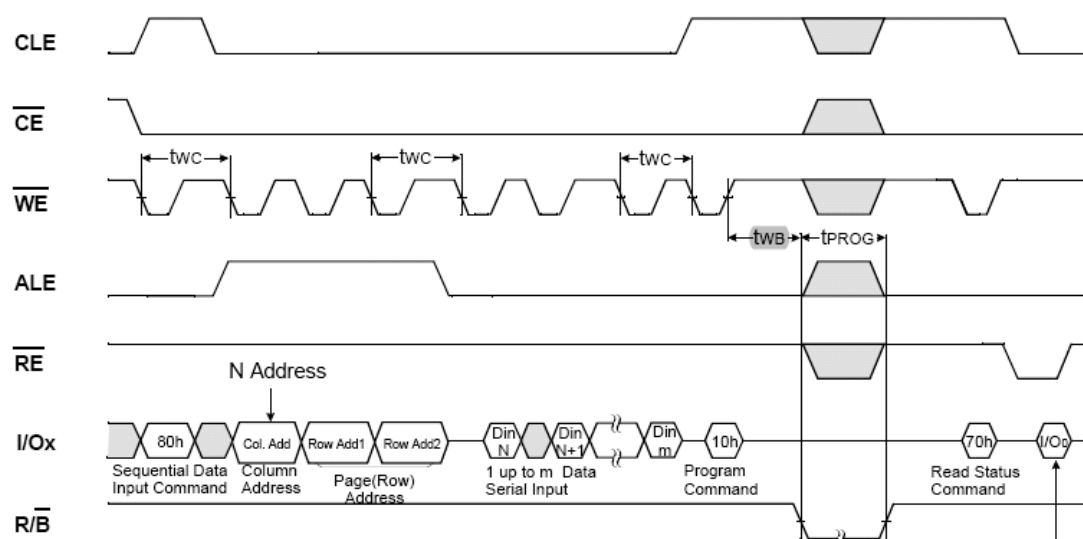 CLE
CE
tWC
tWC
tWC
WE
tWB
tPROG
ALE
RE
N Address
I/Ox
80h
Col. Add
Row Add1
Row Add2
Din
N
Din
N+1
Din
m
10h
70h
I/Oo
Sequential Data
Input Command
Column
Address
Page(Row)
Address
1 up to m Data
Serial Input
Program
Command
Read Status
Command
R/B